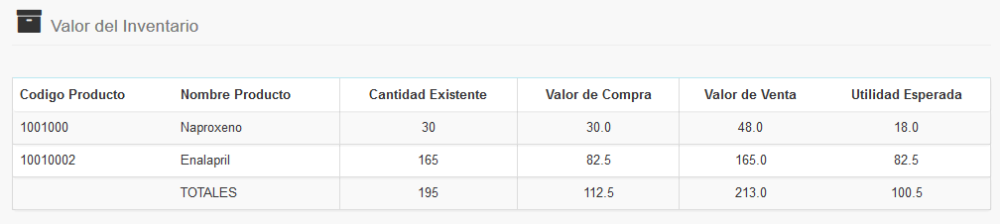 Valor del Inventario
Codigo Producto Nombre Producto Cantidad Existente Valor de Compra Valor de Venta Utilidad Esperada
1001000 Naproxeno 30 30.0 48.0 18.0
10010002 Enalapril 165 82.5 165.0 82.5
TOTALES 195 112.5 213.0 100.5